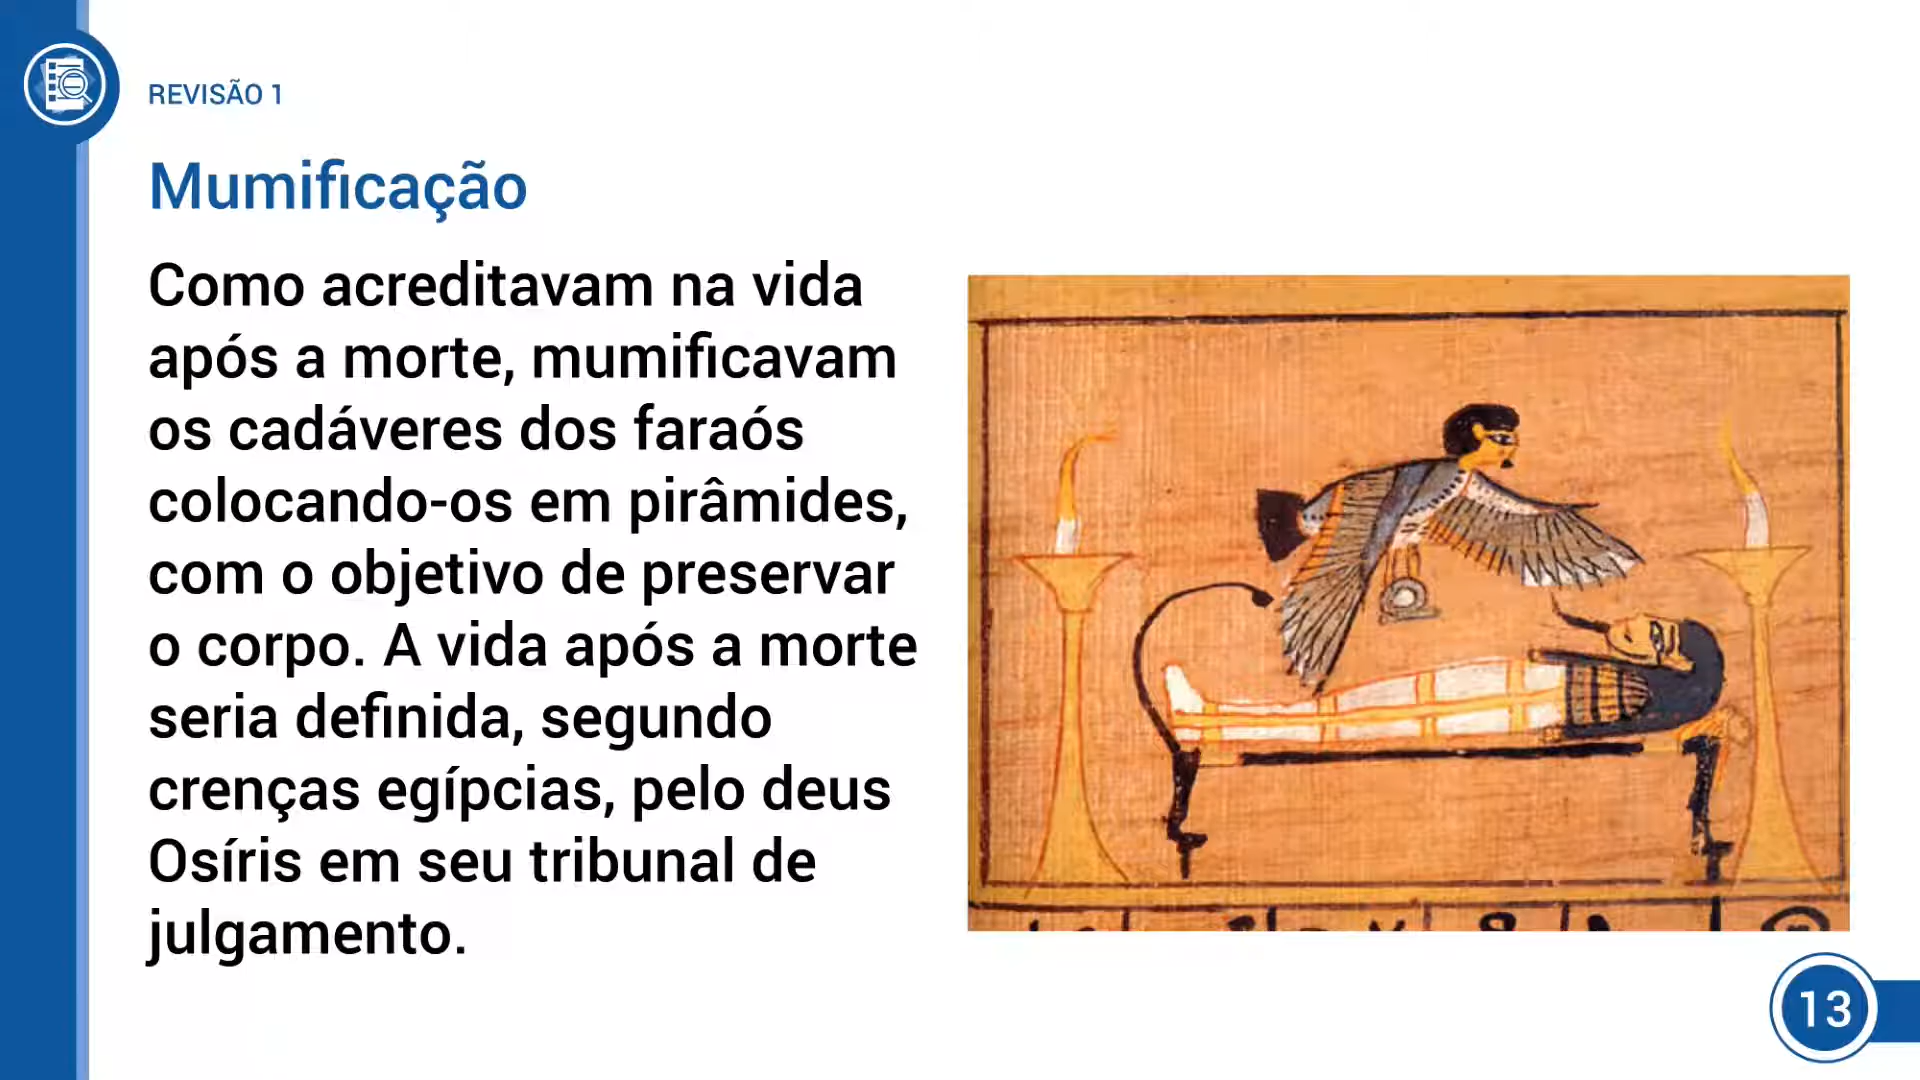 REVISÃO 1
Mumificação
Como acreditavam na vida
após a morte, mumificavam
os cadáveres dos faraós
colocando-os em pirâmides,
com o objetivo de preservar
o corpo. A vida após a morte
seria definida, segundo
crenças egípcias, pelo deus
Osíris em seu tribunal de
julgamento.
13